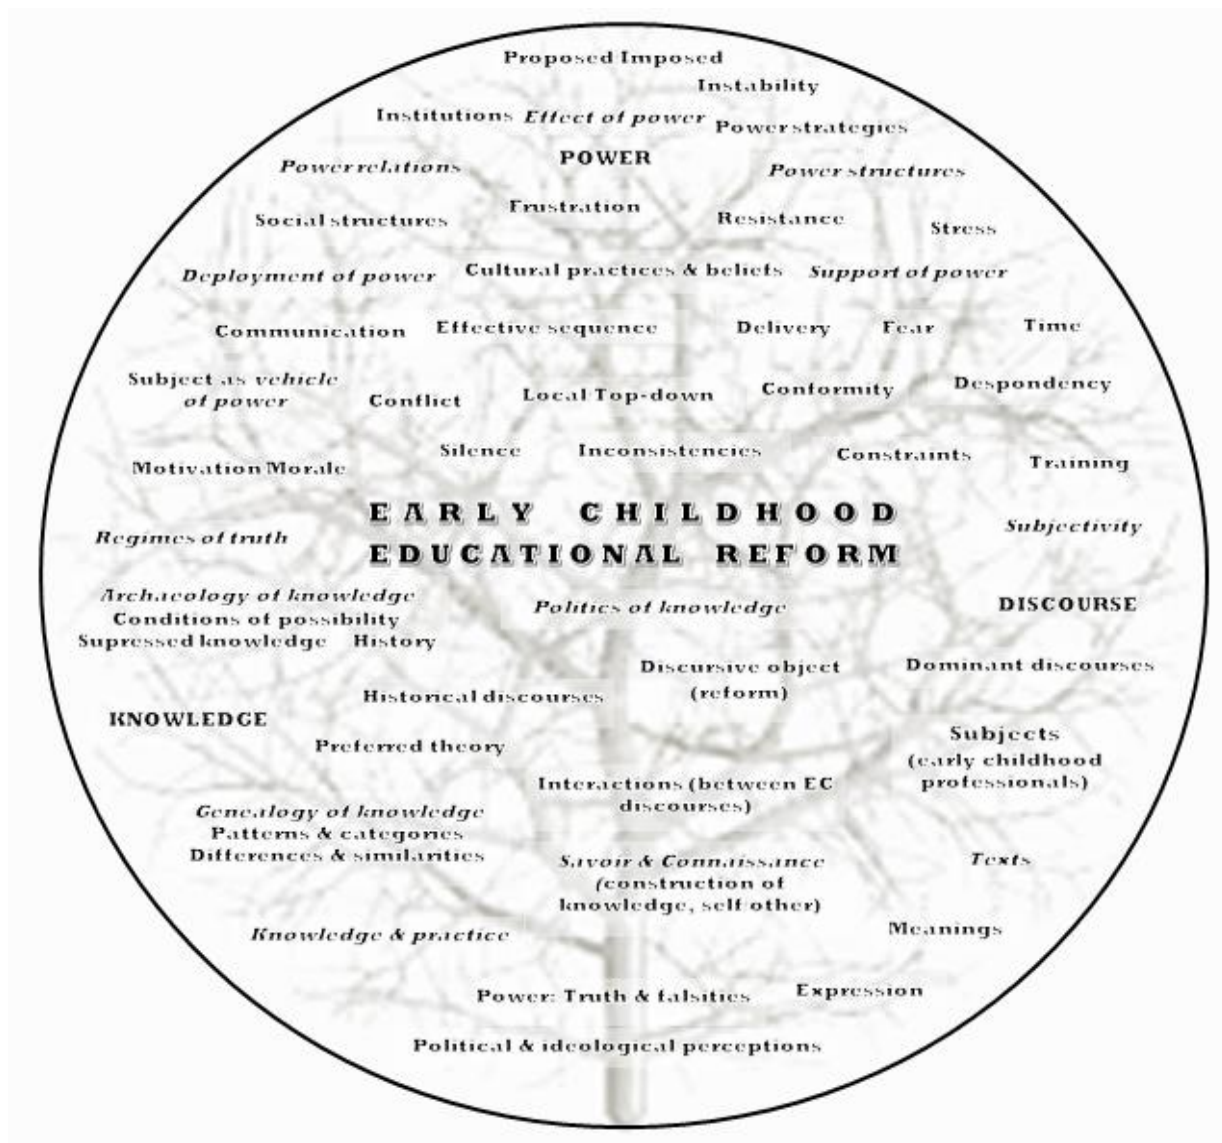 Proposed Imposed
Instability
Institutions Effect of power
Power strategies
POWER
Power relations
Power structures
Frustration
Social structures
Resistance
Stress
Deployment of power
Cultural practices & beliefs
Support of power
Communication
Effective sequence
Delivery
Fear
Time
Subject as vehicle
of power
Conflict
Local Top-down
Conformity
Despondency
Silence
Inconsistencies
Constraints
Training
Motivation Morale
EARLY CHILDHOOD
EDUCATIONAL REFORM
Regimes of truth
Subjectivity
Archaeology of knowledge
Conditions of possibility
Supressed knowledge History
Politics of knowledge
DISCOURSE
Discursive object
(reform)
Dominant discourses
Historical discourses
KNOWLEDGE
Preferred theory
Subjects
(early childhood
professionals)
Interactions (between EC
discourses)
Genealogy of knowledge
Patterns & categories
Differences & similarities
Savoir & Connaissance
(construction of
knowledge, self other)
Texts
Knowledge & practice
Meanings
Power: Truth & falsities
Expression
Political & ideological perceptions